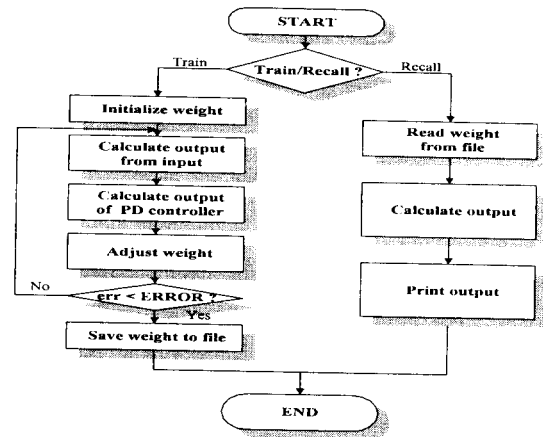 START
Train/Recall ?
Train
Recall
Initialize weight
Calculate output
from input
Calculate output
of PD controller
Adjust weight
err < ERROR ?
No
Yes
Save weight to file
Read weight
from file
Calculate output
Print output
END